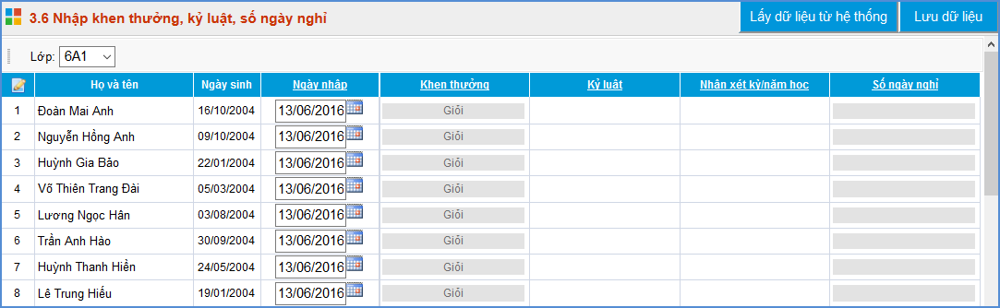 3.6 Nhập khen thưởng, kỷ luật, số ngày nghỉ
Lấy dữ liệu từ hệ thống
Lưu dữ liệu
Lớp: 6A1
Họ và tên Ngày sinh Ngày nhập Khen thưởng Kỷ luật Nhận xét kỳ/năm học Số ngày nghỉ
1 Đoàn Mai Anh 16/10/2004 13/06/2016 Giỏi
2 Nguyễn Hồng Anh 09/10/2004 13/06/2016 Giỏi
3 Huỳnh Gia Bảo 22/01/2004 13/06/2016 Giỏi
4 Võ Thiên Trang Đài 05/03/2004 13/06/2016 Giỏi
5 Lương Ngọc Hân 03/08/2004 13/06/2016 Giỏi
6 Trần Anh Hào 30/09/2004 13/06/2016 Giỏi
7 Huỳnh Thanh Hiền 24/05/2004 13/06/2016 Giỏi
8 Lê Trung Hiếu 19/01/2004 13/06/2016 Giỏi